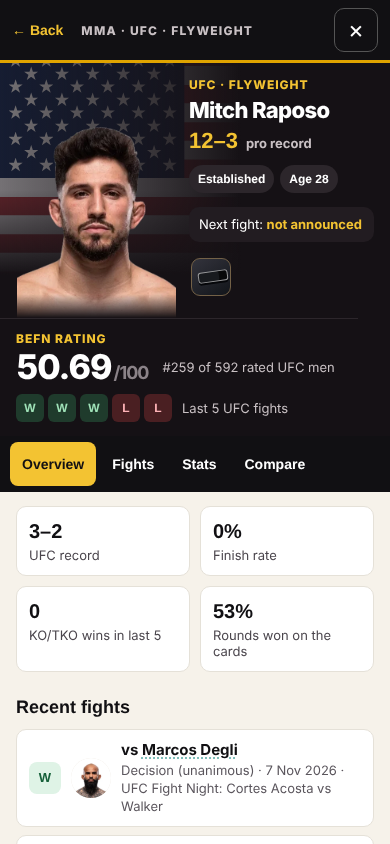 ← Back
MMA · UFC · FLYWEIGHT
×
UFC · FLYWEIGHT
Mitch Raposo
12–3 pro record
Established
Age 28
Next fight: not announced
BEFN RATING
50.69/100
#259 of 592 rated UFC men
W W W L L
Last 5 UFC fights
Overview
Fights
Stats
Compare
3–2
UFC record
0%
Finish rate
0
KO/TKO wins in last 5
53%
Rounds won on the
cards
Recent fights
W
vs Marcos Degli
Decision (unanimous) · 7 Nov 2026 ·
UFC Fight Night: Cortes Acosta vs
Walker